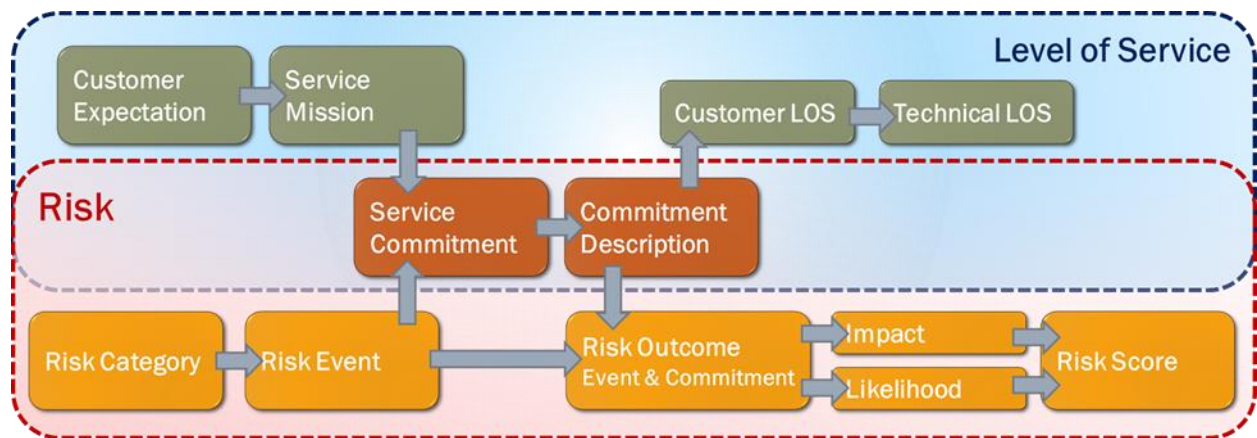 Level of Service
Customer
Expectation
Service
Mission
Customer LOS
Technical LOS
Risk
Service
Commitment
Commitment
Description
Risk Category
Risk Event
Risk Outcome
Event & Commitment
Impact
Likelihood
Risk Score